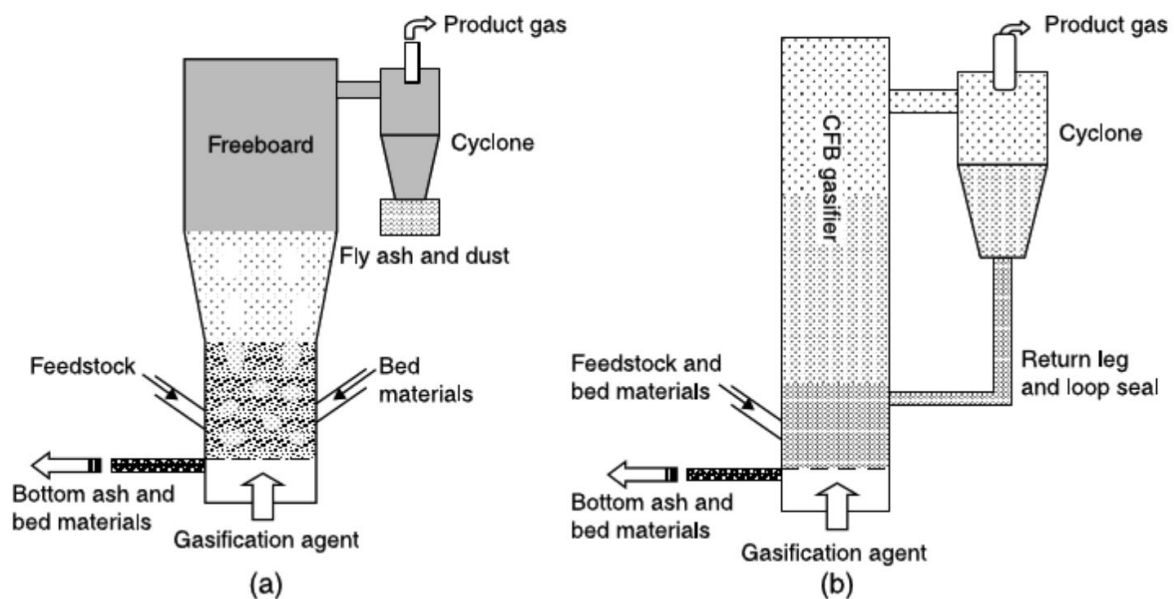 Product gas
Freeboard
Cyclone
Fly ash and dust
Feedstock
Bed
materials
Bottom ash and
bed materials
Gasification agent
(a)
Product gas
CFB gasifier
Cyclone
Feedstock and
bed materials
Return leg
and loop seal
Bottom ash and
bed materials
Gasification agent
(b)